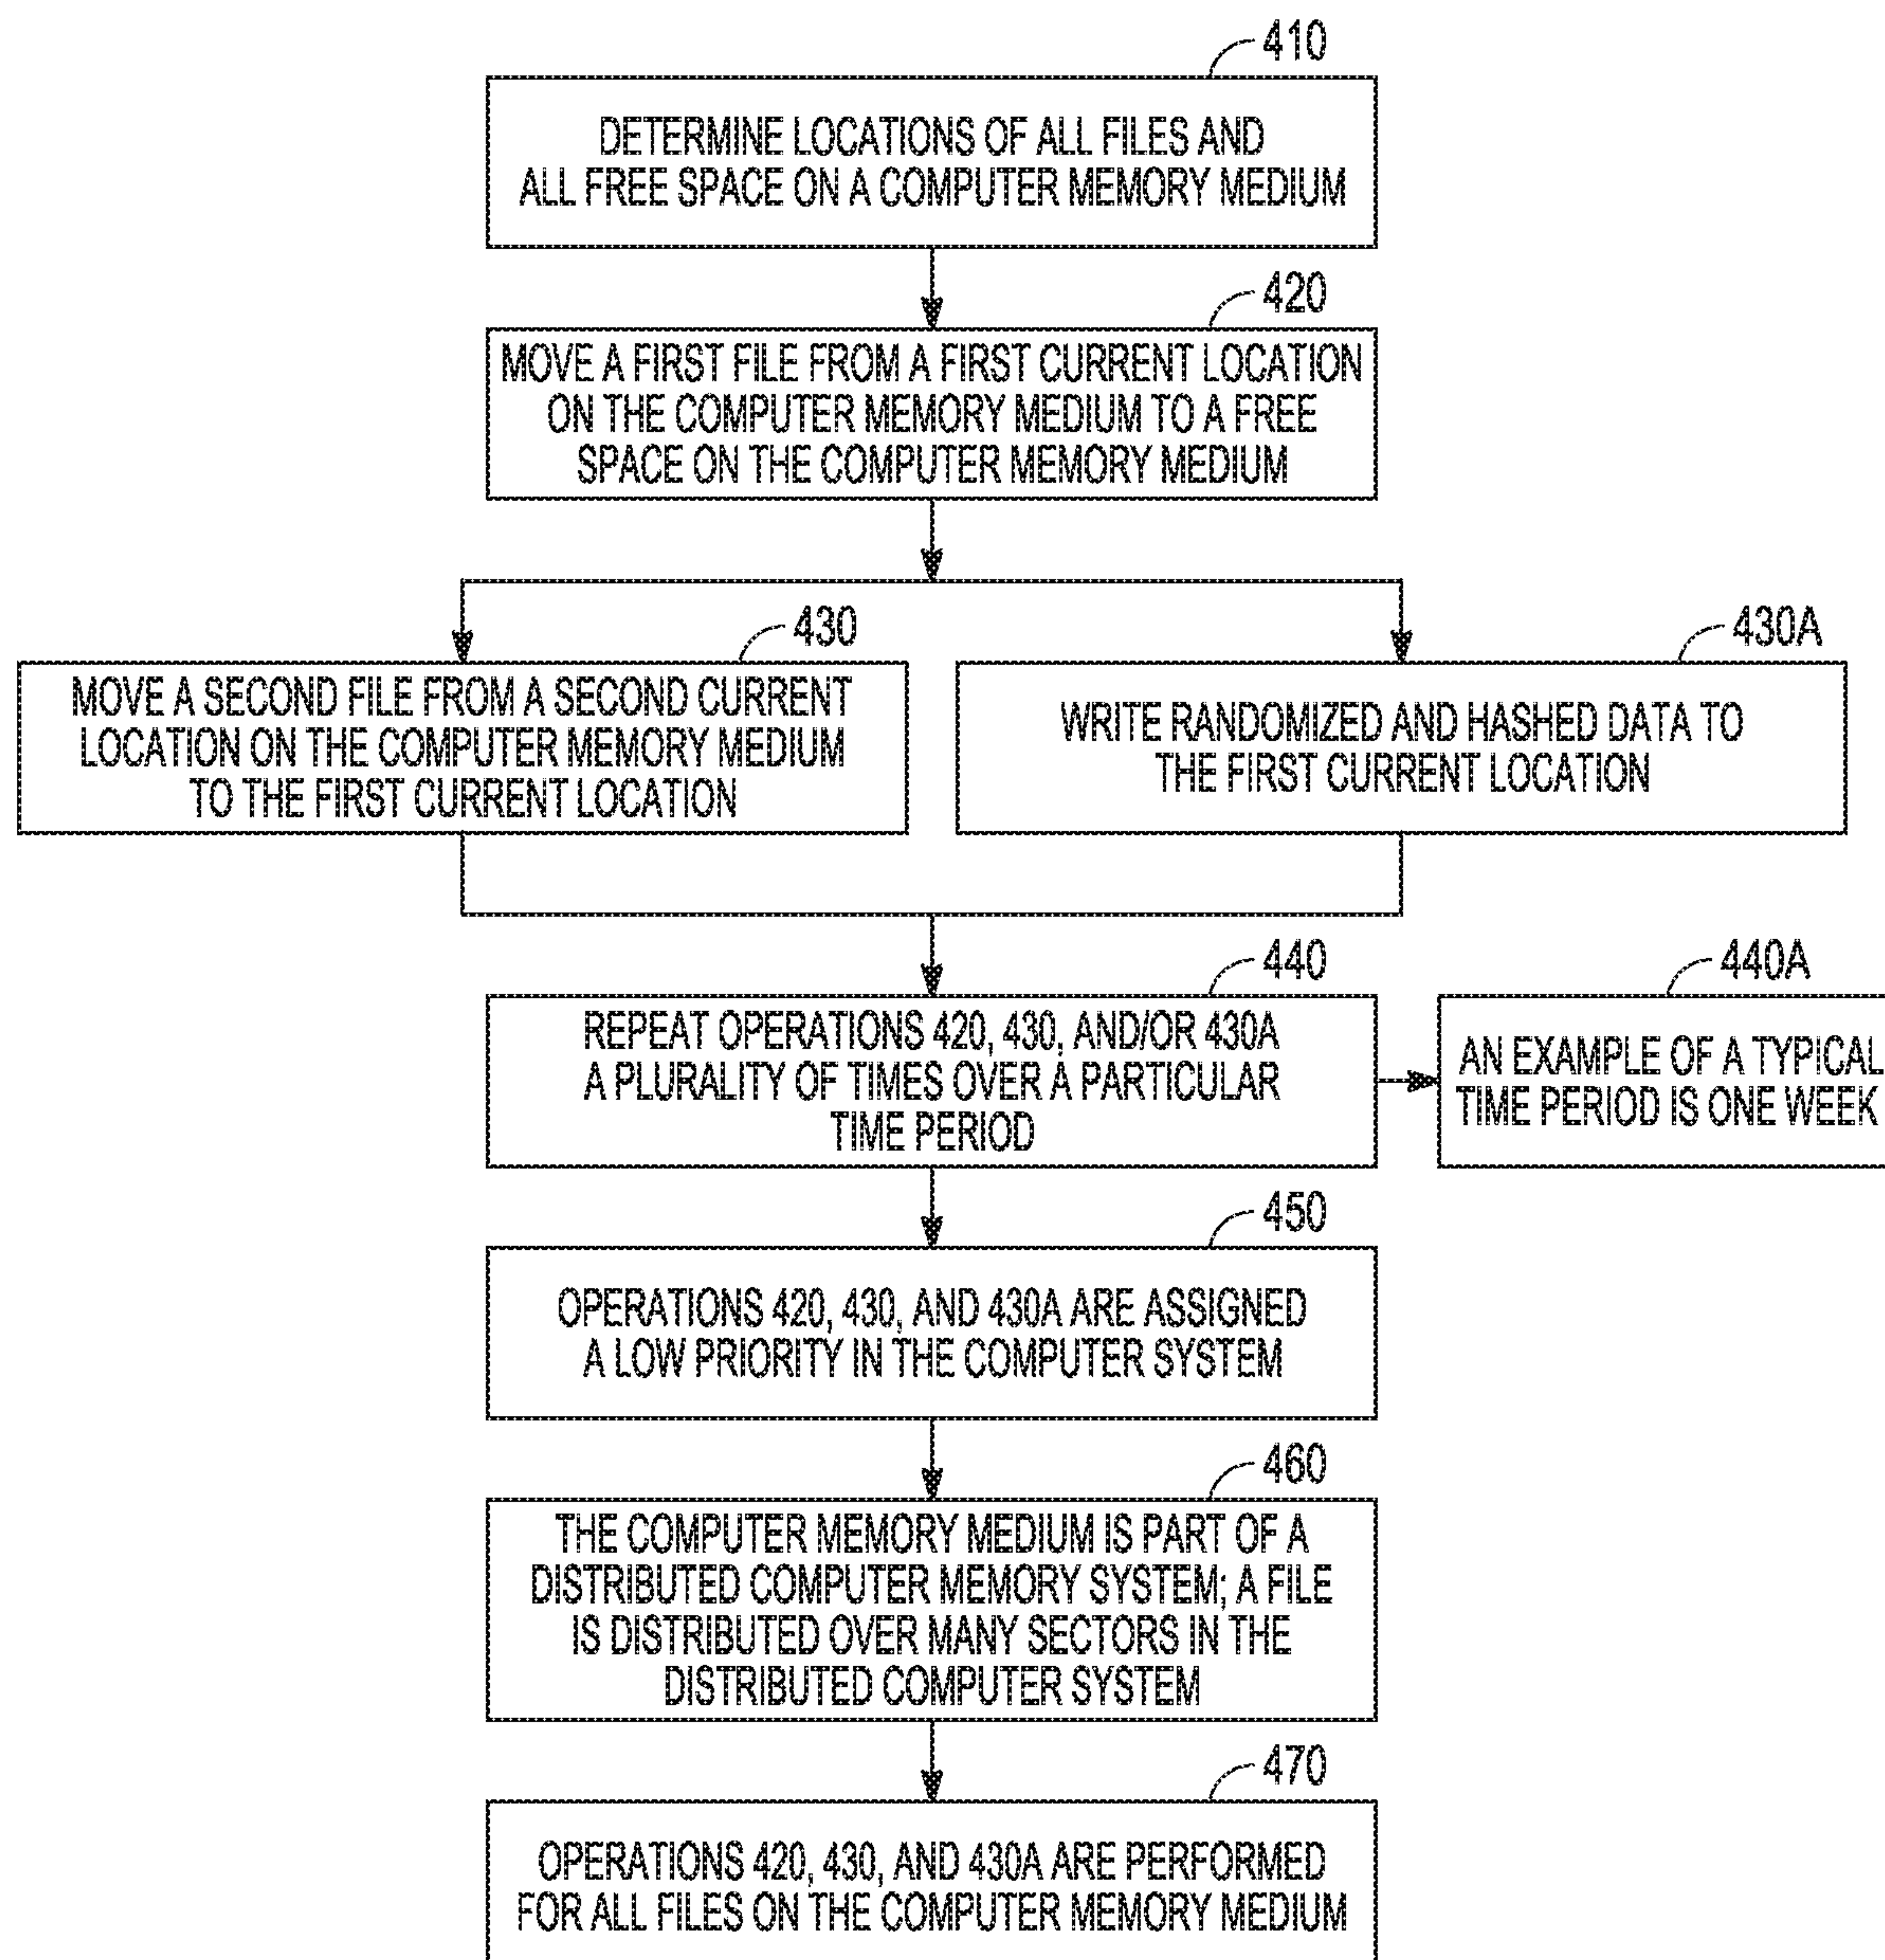 410
DETERMINE LOCATIONS OF ALL FILES AND
ALL FREE SPACE ON A COMPUTER MEMORY MEDIUM
420
MOVE A FIRST FILE FROM A FIRST CURRENT LOCATION
ON THE COMPUTER MEMORY MEDIUM TO A FREE
SPACE ON THE COMPUTER MEMORY MEDIUM
430
MOVE A SECOND FILE FROM A SECOND CURRENT
LOCATION ON THE COMPUTER MEMORY MEDIUM
TO THE FIRST CURRENT LOCATION
430A
WRITE RANDOMIZED AND HASHED DATA TO
THE FIRST CURRENT LOCATION
440
REPEAT OPERATIONS 420, 430, AND/OR 430A
A PLURALITY OF TIMES OVER A PARTICULAR
TIME PERIOD
440A
AN EXAMPLE OF A TYPICAL
TIME PERIOD IS ONE WEEK
450
OPERATIONS 420, 430, AND 430A ARE ASSIGNED
A LOW PRIORITY IN THE COMPUTER SYSTEM
460
THE COMPUTER MEMORY MEDIUM IS PART OF A
DISTRIBUTED COMPUTER MEMORY SYSTEM; A FILE
IS DISTRIBUTED OVER MANY SECTORS IN THE
DISTRIBUTED COMPUTER SYSTEM
470
OPERATIONS 420, 430, AND 430A ARE PERFORMED
FOR ALL FILES ON THE COMPUTER MEMORY MEDIUM